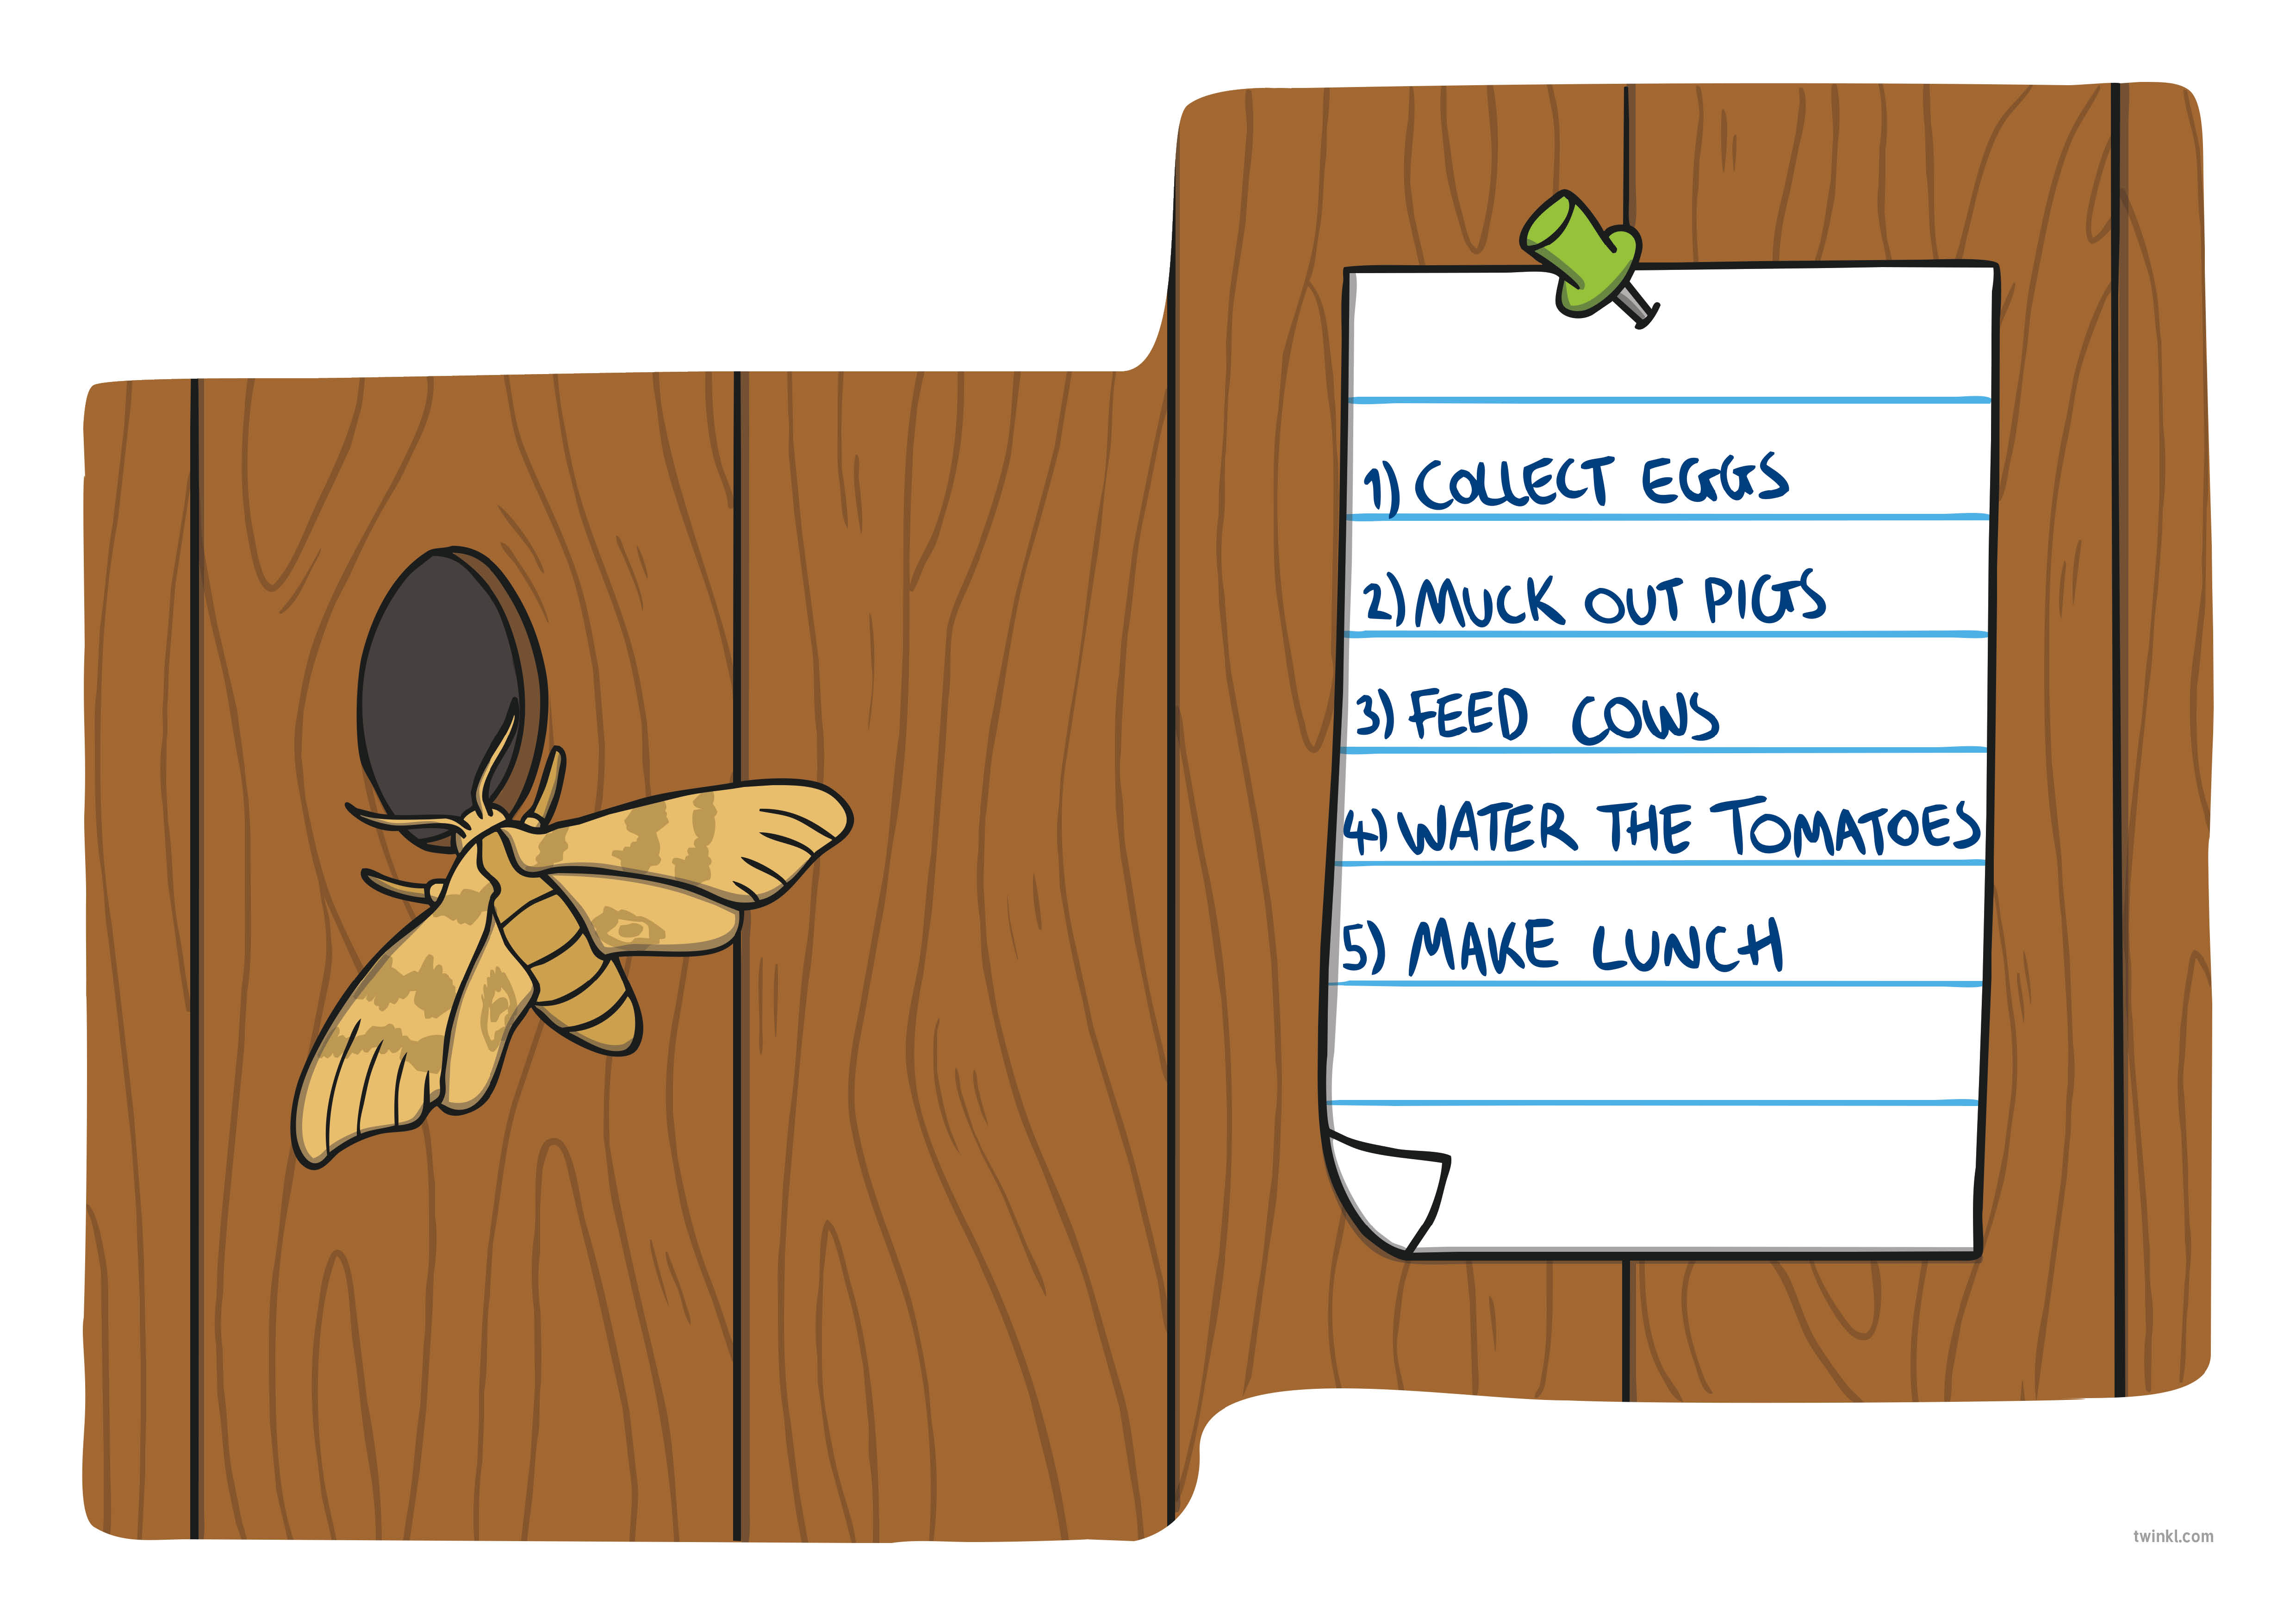 1) COLLECT EGGS
2) MUCK OUT PIGS
3) FEED COWS
4) WATER THE TOMATOES
5) MAKE LUNCH
twinkl.com